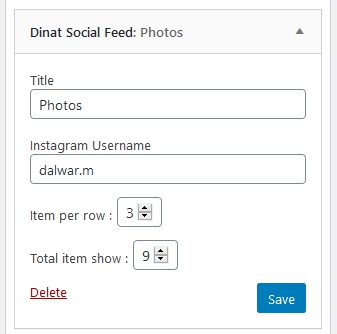 Dinat Social Feed: Photos
Title
Photos
Instagram Username
dalwar.m
Item per row : 3
Total item show : 9
Delete Save